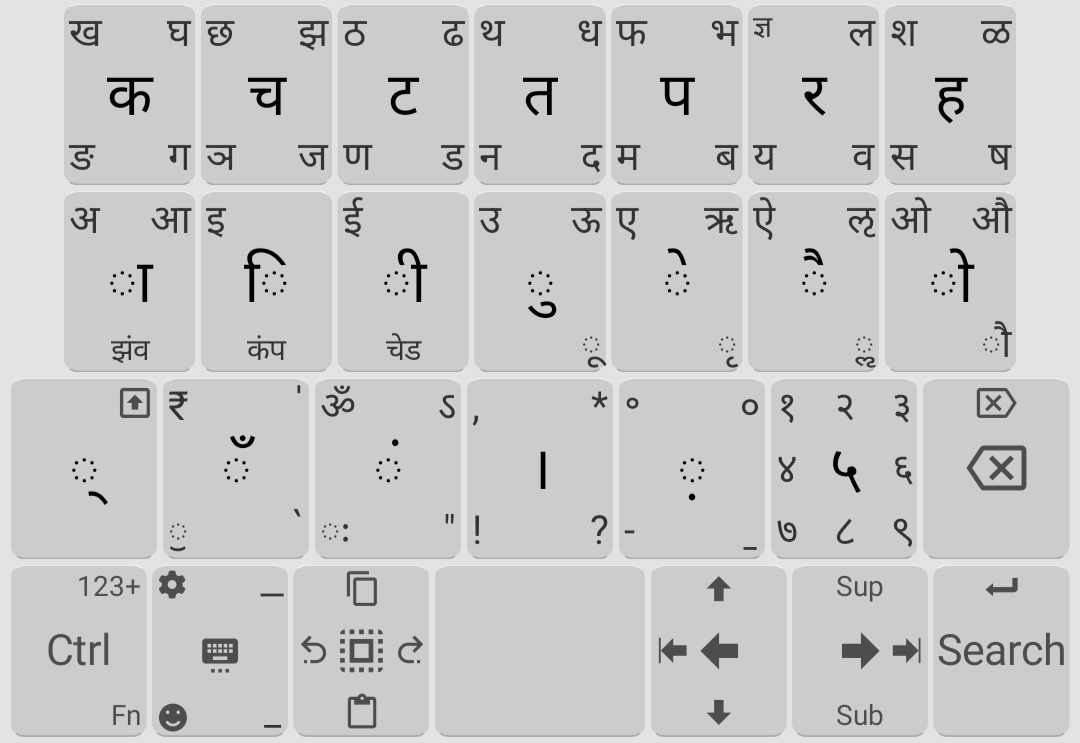 ख घ छ झ ठ ढ थ ध फ भ ज्ञ ल श ळ
क च ट त प र ह
ङ ग ञ ज ण ड न द म ब य व स ष
अ आ इ ई उ ऊ ए ऋ ऐ ऌ ओ औ
ा ि ी ु े ै ो
झंव कंप चेड ू ृ ॢ ौ
₹ ' ॐ ऽ , * ° ० १ २ ३
् ँ ं । ़ ४ ५ ६
` ः " ! ? - _ ७ ८ ९
123+ — Sup
Ctrl Search
Fn _ Sub